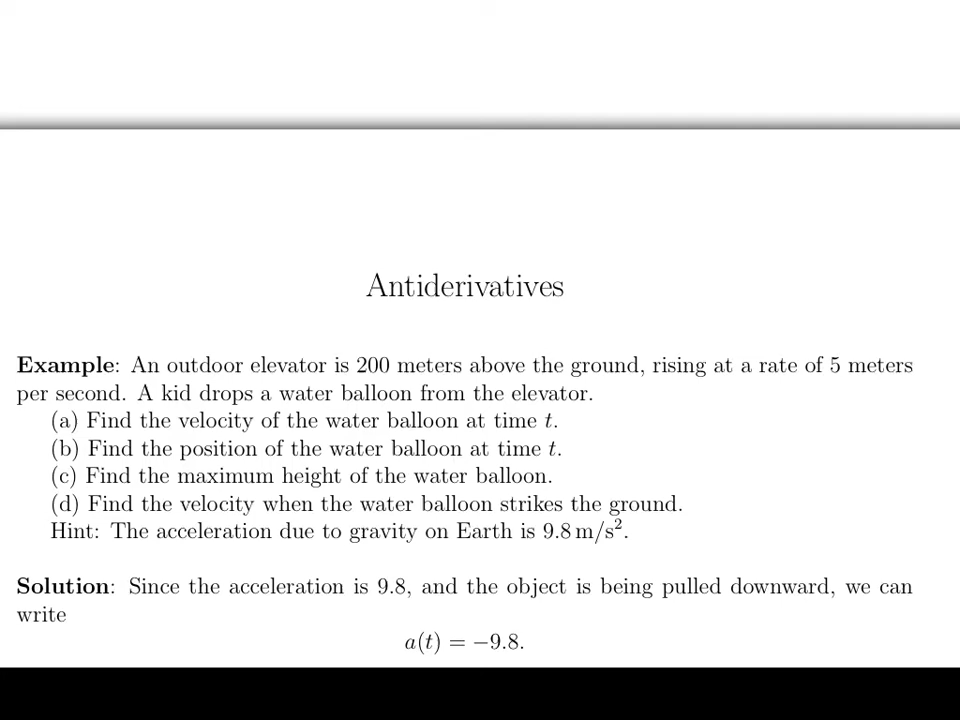 Antiderivatives
Example: An outdoor elevator is 200 meters above the ground, rising at a rate of 5 meters
per second. A kid drops a water balloon from the elevator.
(a) Find the velocity of the water balloon at time t.
(b) Find the position of the water balloon at time t.
(c) Find the maximum height of the water balloon.
(d) Find the velocity when the water balloon strikes the ground.
Hint: The acceleration due to gravity on Earth is 9.8 m/s².
Solution: Since the acceleration is 9.8, and the object is being pulled downward, we can
write
a(t) = −9.8.